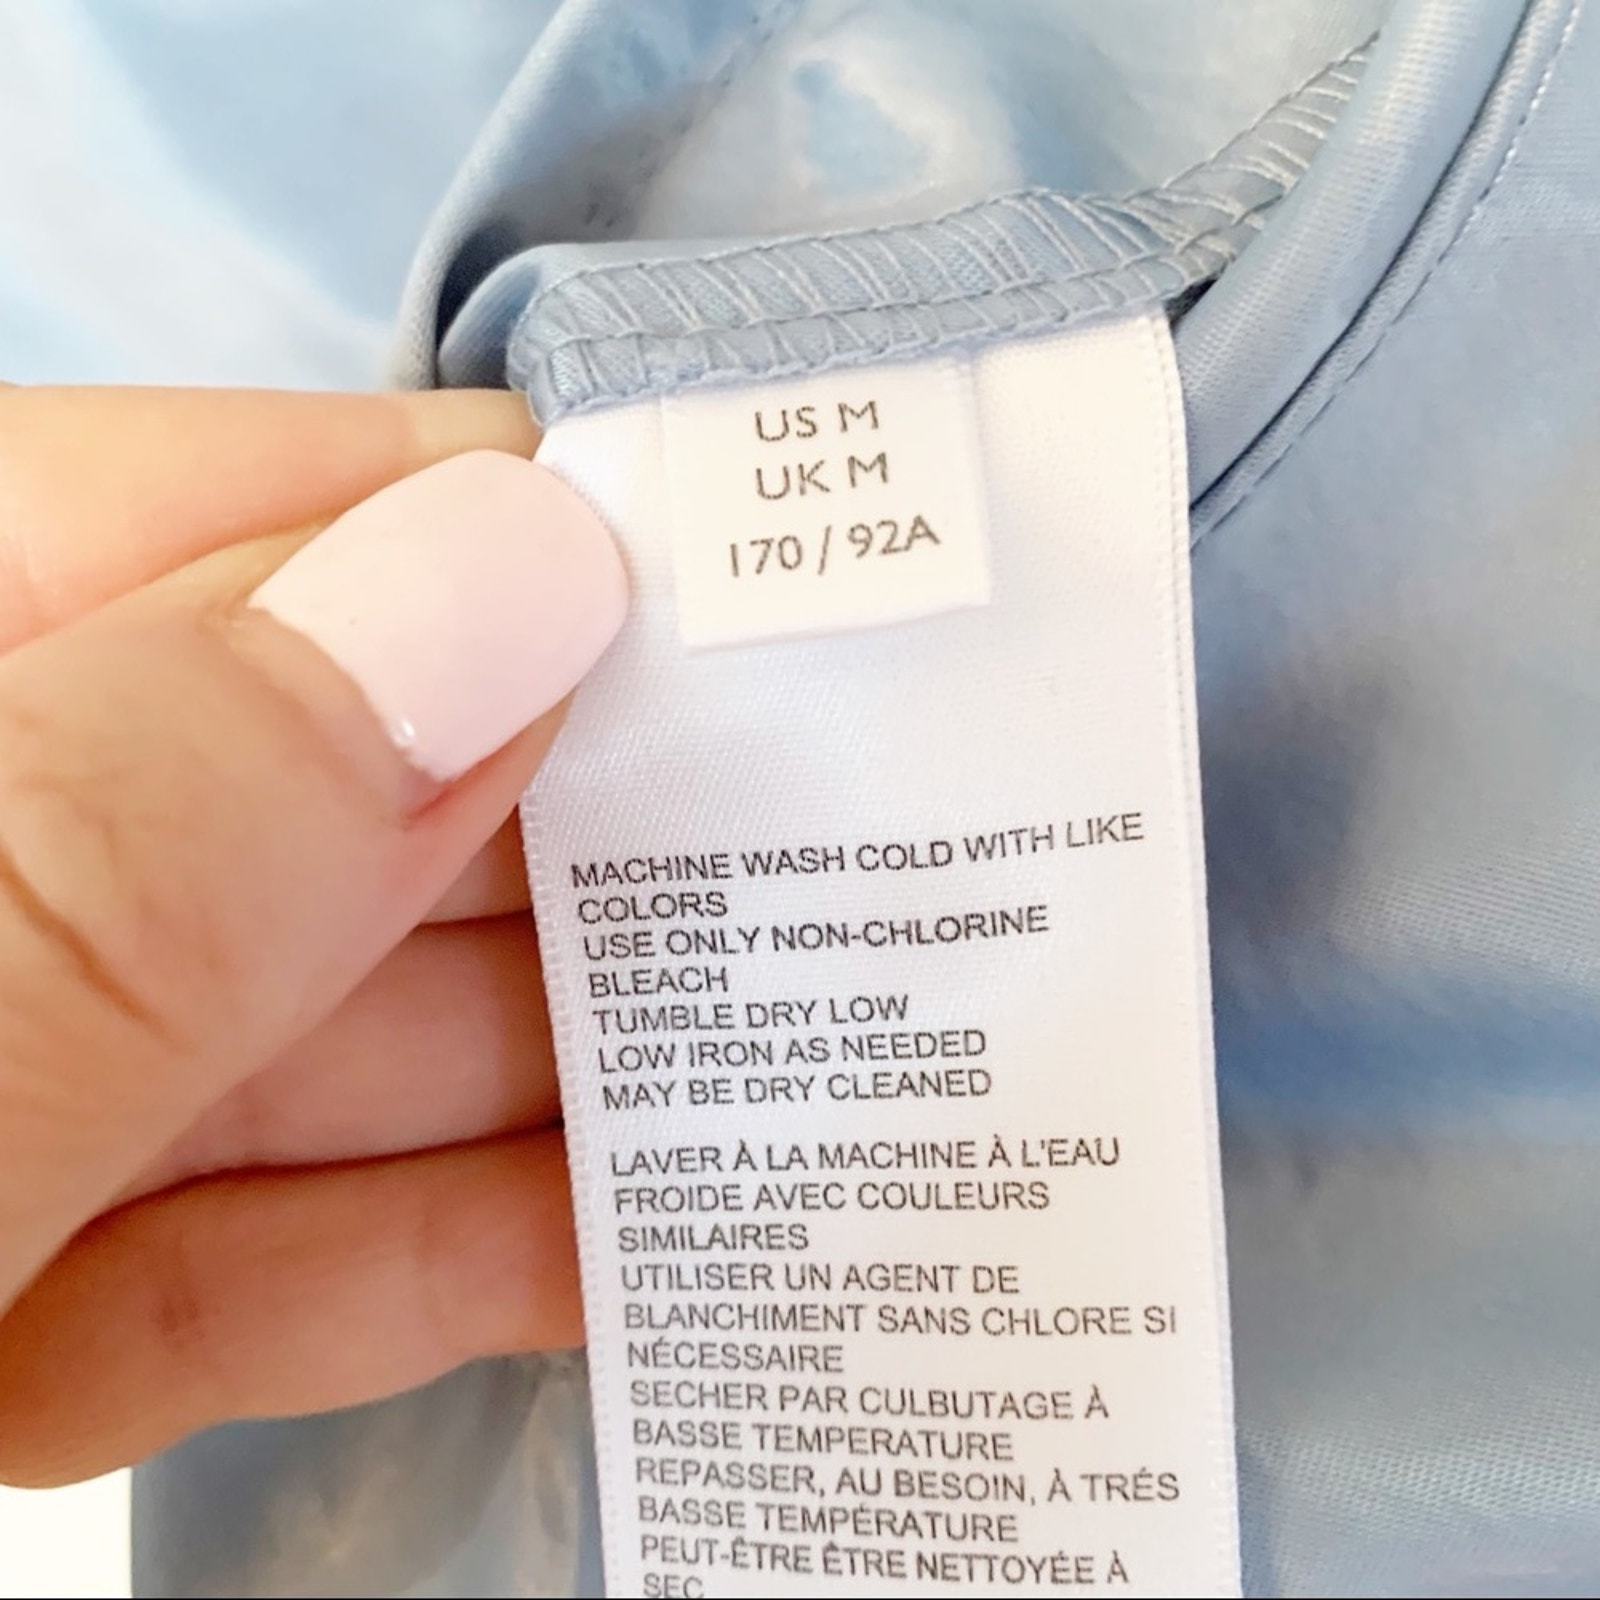 US M
UK M
170 / 92A
MACHINE WASH COLD WITH LIKE
COLORS
USE ONLY NON-CHLORINE
BLEACH
TUMBLE DRY LOW
LOW IRON AS NEEDED
MAY BE DRY CLEANED
LAVER À LA MACHINE À L'EAU
FROIDE AVEC COULEURS
SIMILAIRES
UTILISER UN AGENT DE
BLANCHIMENT SANS CHLORE SI
NÉCESSAIRE
SECHER PAR CULBUTAGE À
BASSE TEMPERATURE
REPASSER, AU BESOIN, À TRÉS
BASSE TEMPÉRATURE
PEUT-ÊTRE ÊTRE NETTOYÉE À
SEC